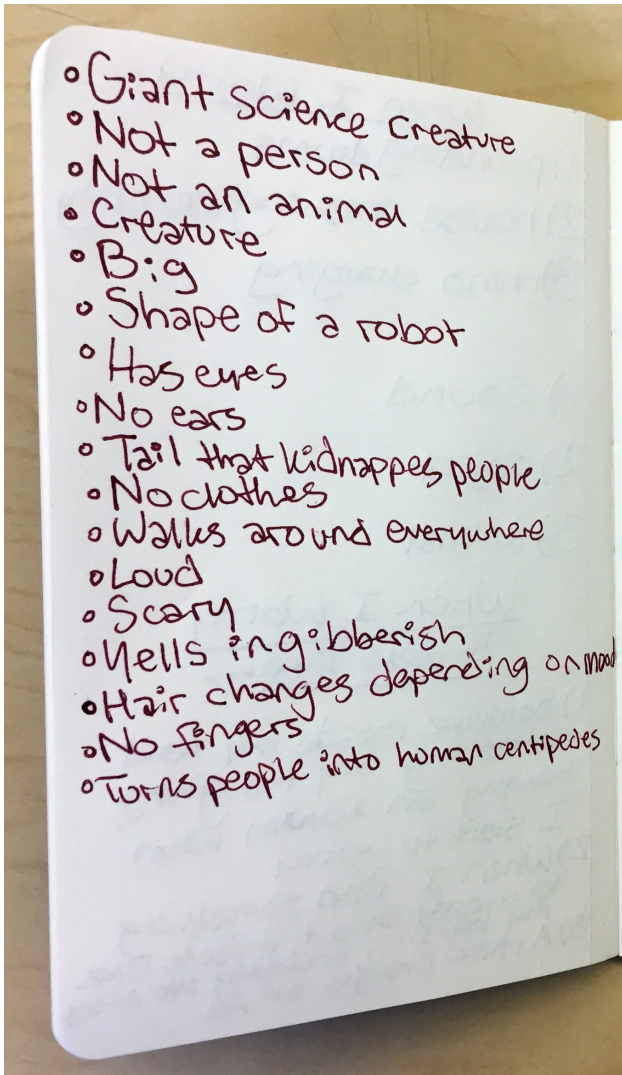 • Giant Science Creature
• Not a person
• Not an animal
• Creature
• Big
• Shape of a robot
• Has eyes
• No ears
• Tail that kidnappes people
• No clothes
• Walks around everywhere
• Loud
• Scary
• Yells in gibberish
• Hair changes depending on mood
• No fingers
• Turns people into human centipedes